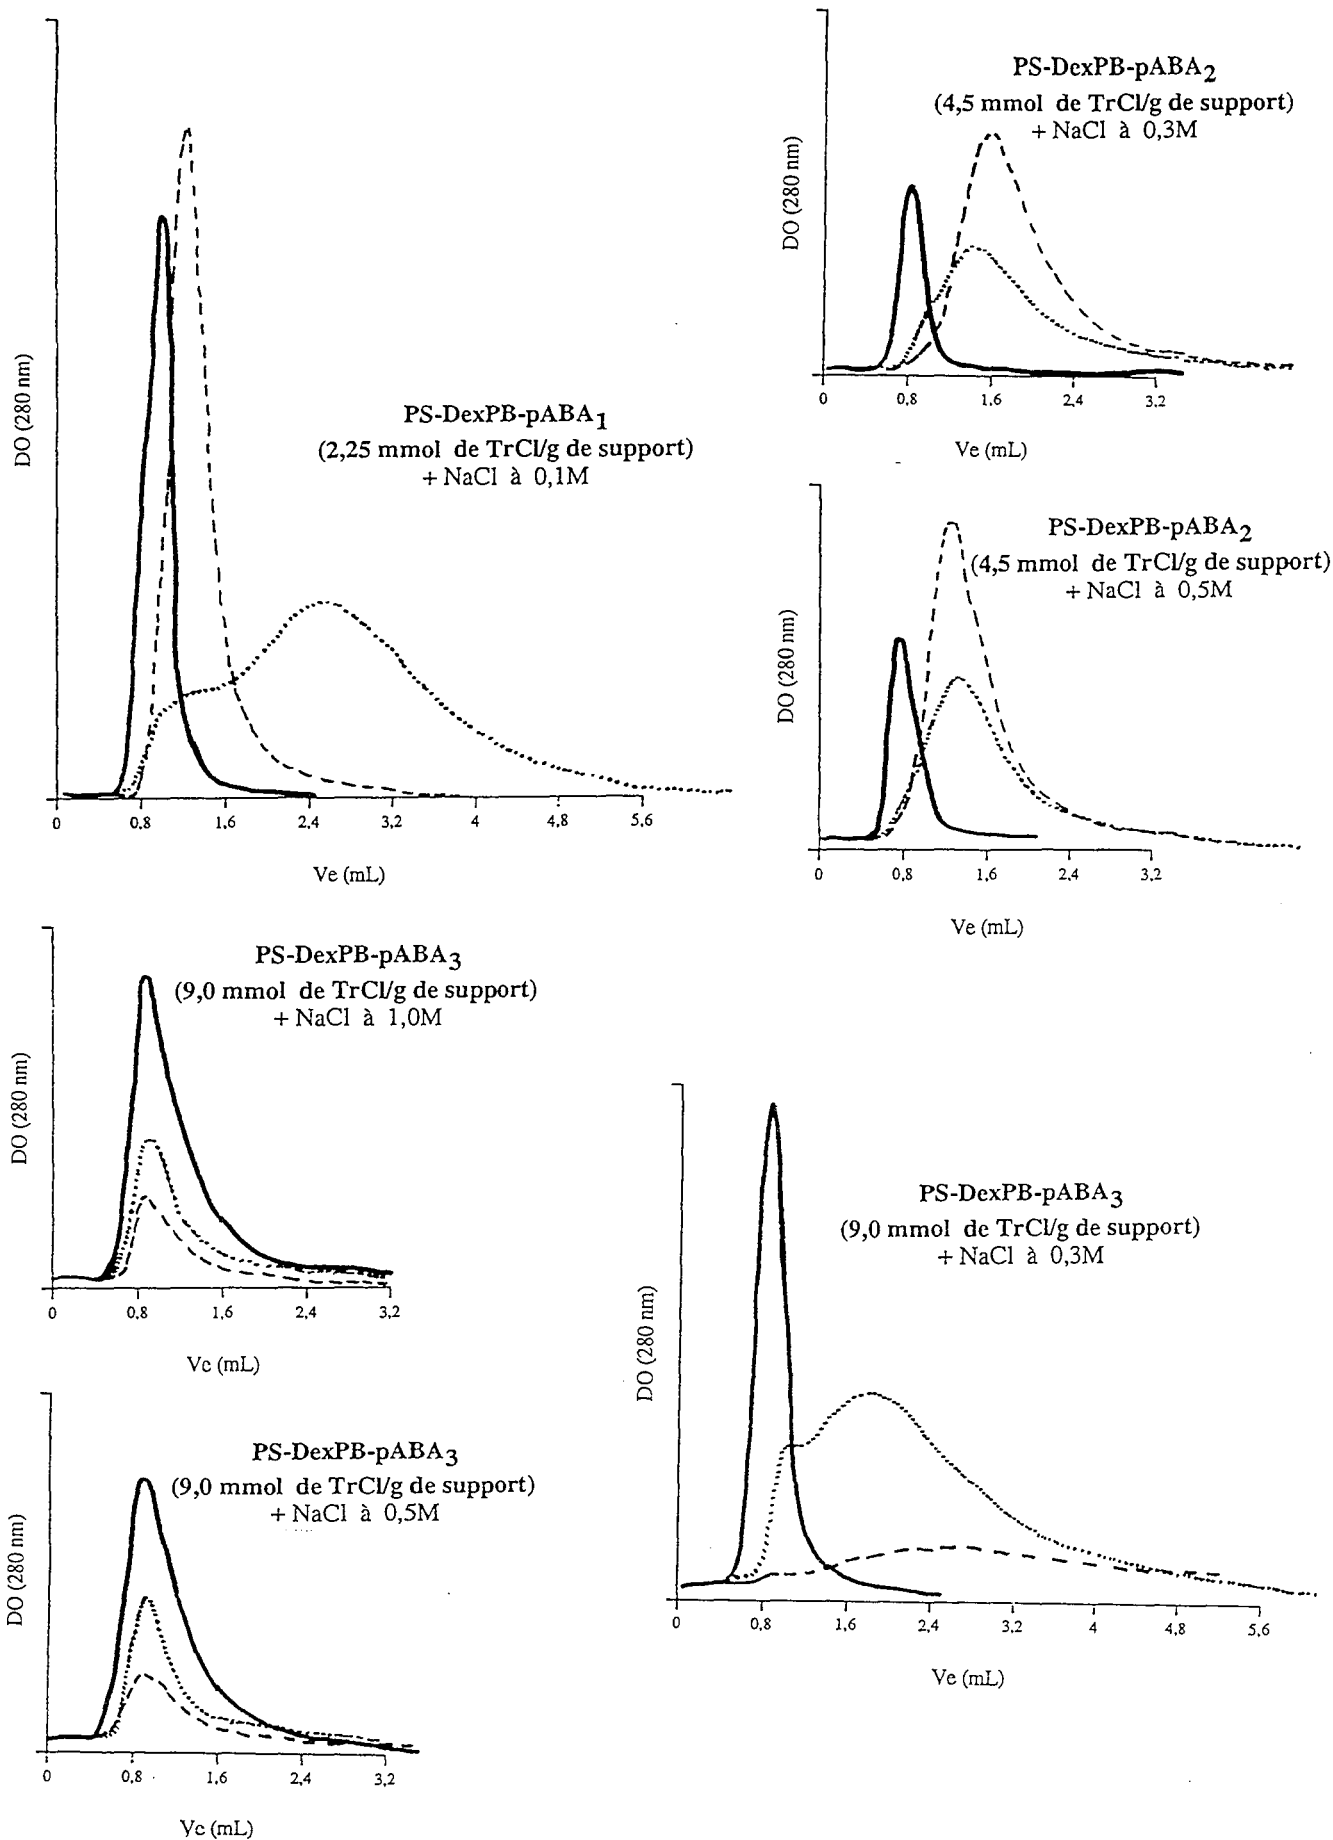 DO (280 nm)
PS-DexPB-pABA1
(2,25 mmol de TrCl/g de support)
+ NaCl à 0,1M
0 0,8 1,6 2,4 3,2 4 4,8 5,6
Ve (mL)
DO (280 nm)
PS-DexPB-pABA2
(4,5 mmol de TrCl/g de support)
+ NaCl à 0,3M
0 0,8 1,6 2,4 3,2
Ve (mL)
DO (280 nm)
PS-DexPB-pABA2
(4,5 mmol de TrCl/g de support)
+ NaCl à 0,5M
0 0,8 1,6 2,4 3,2
Ve (mL)
DO (280 nm)
PS-DexPB-pABA3
(9,0 mmol de TrCl/g de support)
+ NaCl à 1,0M
0 0,8 1,6 2,4 3,2
Ve (mL)
DO (280 nm)
PS-DexPB-pABA3
(9,0 mmol de TrCl/g de support)
+ NaCl à 0,3M
0 0,8 1,6 2,4 3,2 4 4,8 5,6
Ve (mL)
DO (280 nm)
PS-DexPB-pABA3
(9,0 mmol de TrCl/g de support)
+ NaCl à 0,5M
0 0,8 1,6 2,4 3,2
Ve (mL)